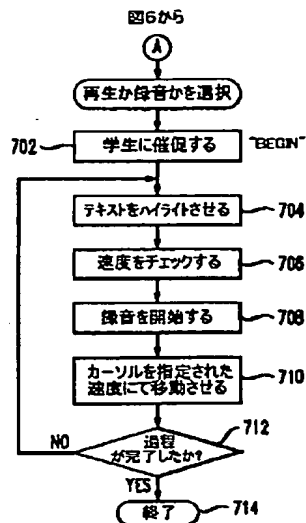 図6から
A
再生か録音かを選択
702
学生に催促する
"BEGIN"
テキストをハイライトさせる
704
速度をチェックする
706
録音を開始する
708
カーソルを指定された
速度にて移動させる
710
過程
が完了したか?
712
NO
YES
終了
714